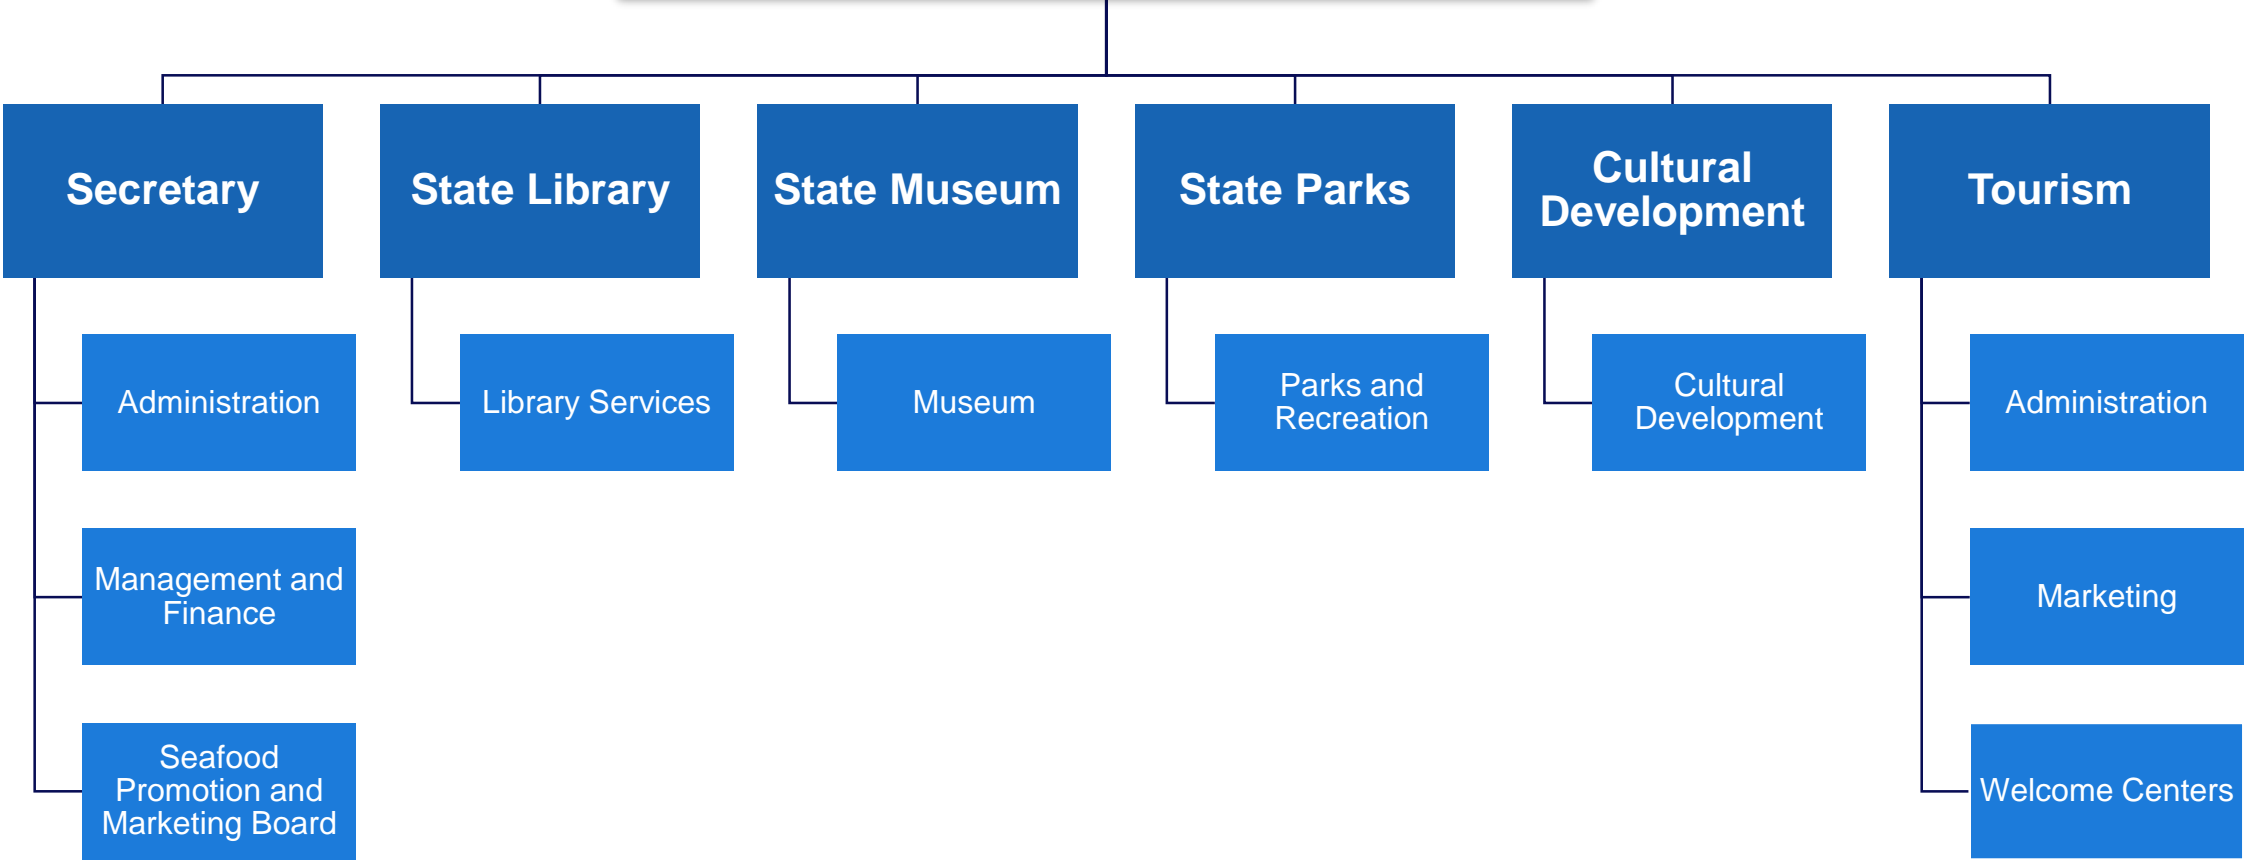 Secretary
State Library
State Museum
State Parks
Cultural
Development
Tourism
Administration
Library Services
Museum
Parks and
Recreation
Cultural
Development
Administration
Management and
Finance
Marketing
Seafood
Promotion and
Marketing Board
Welcome Centers